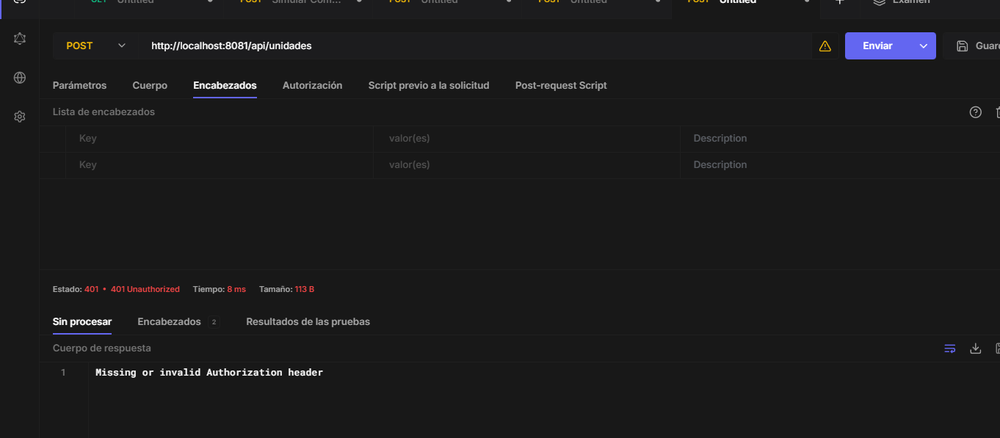 GET Untitled POST Simular Com... POST Untitled POST Untitled POST Untitled + Examen
POST http://localhost:8081/api/unidades Enviar
Parámetros Cuerpo Encabezados Autorización Script previo a la solicitud Post-request Script
Lista de encabezados
Key valor(es) Description
Key valor(es) Description
Estado: 401 • 401 Unauthorized Tiempo: 8 ms Tamaño: 113 B
Sin procesar Encabezados 2 Resultados de las pruebas
Cuerpo de respuesta
1 Missing or invalid Authorization header